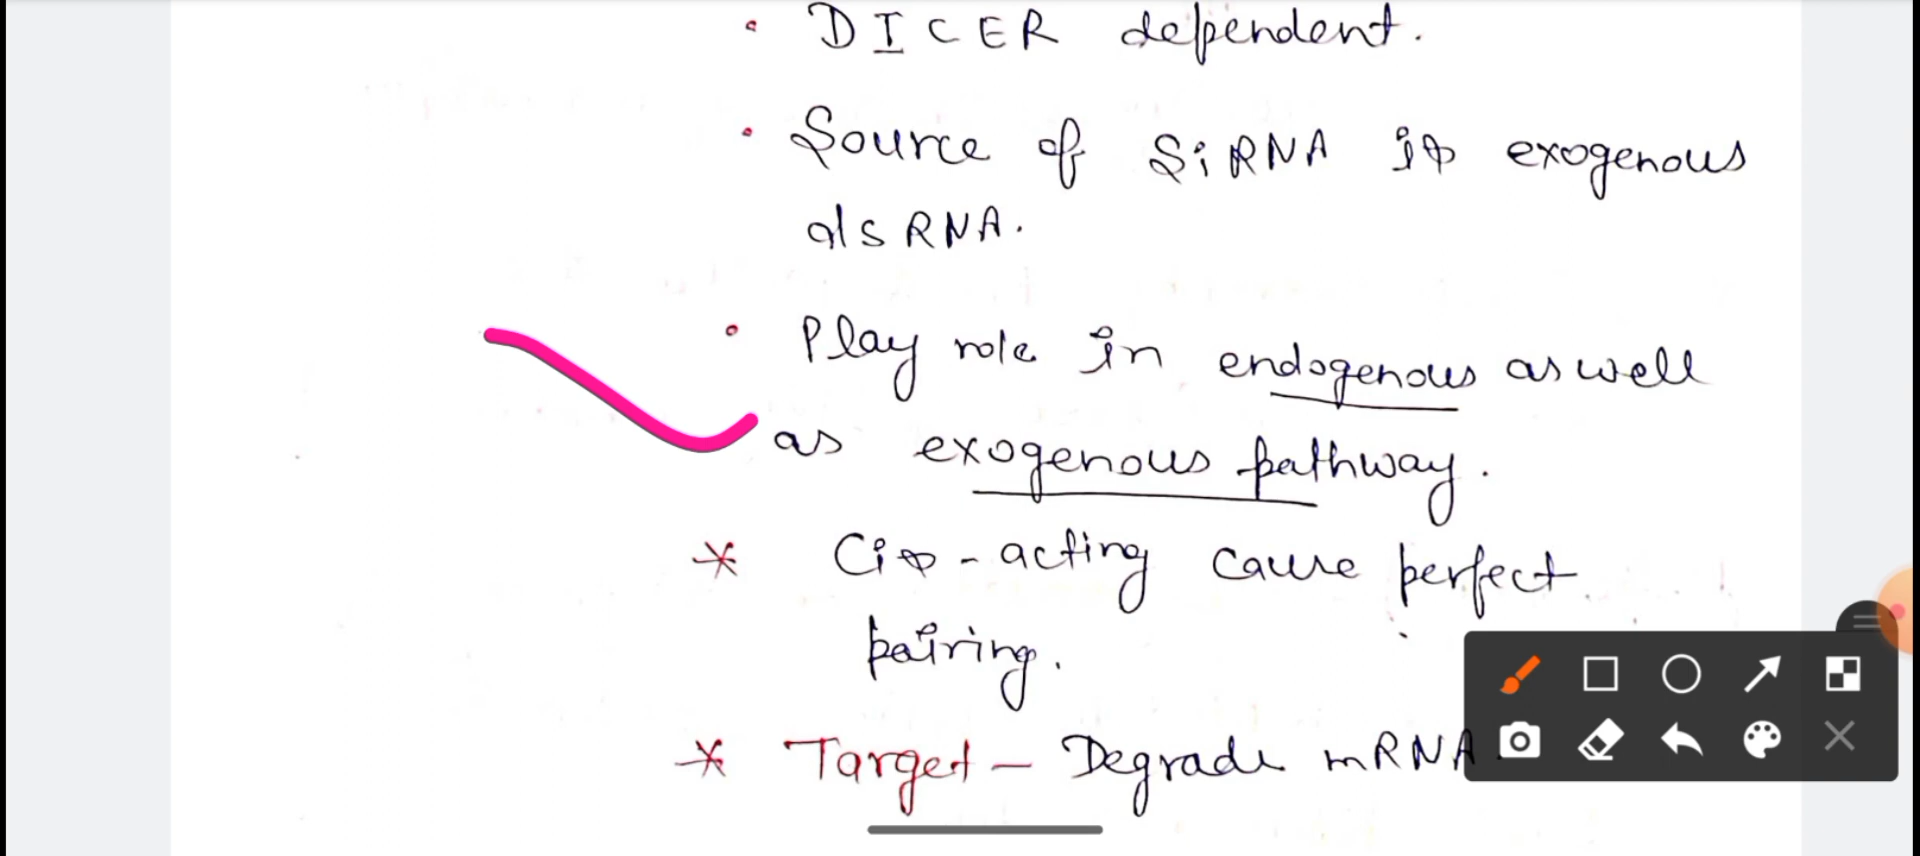 • DICER dependent.
• Source of SiRNA is exogenous
dsRNA.
• Play role in endogenous as well
as exogenous pathway.
* Cis-acting cause perfect
pairing.
* Target - Degrade mRNA